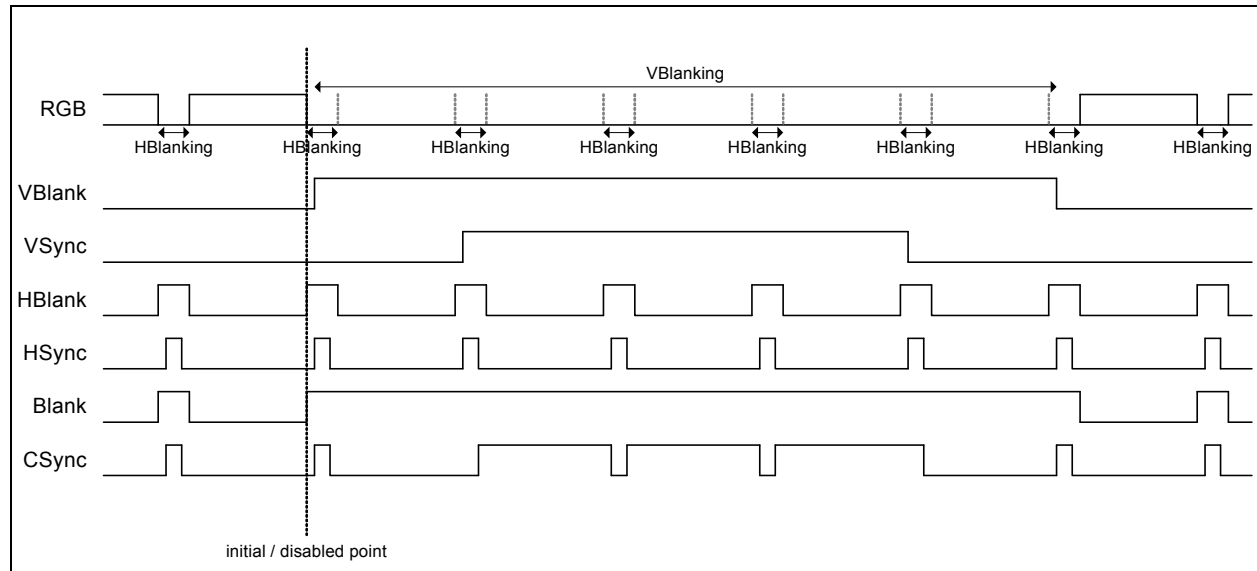 VBlanking
RGB
HBlanking HBlanking HBlanking HBlanking HBlanking HBlanking HBlanking HBlanking
VBlank
VSync
HBlank
HSync
Blank
CSync
initial / disabled point